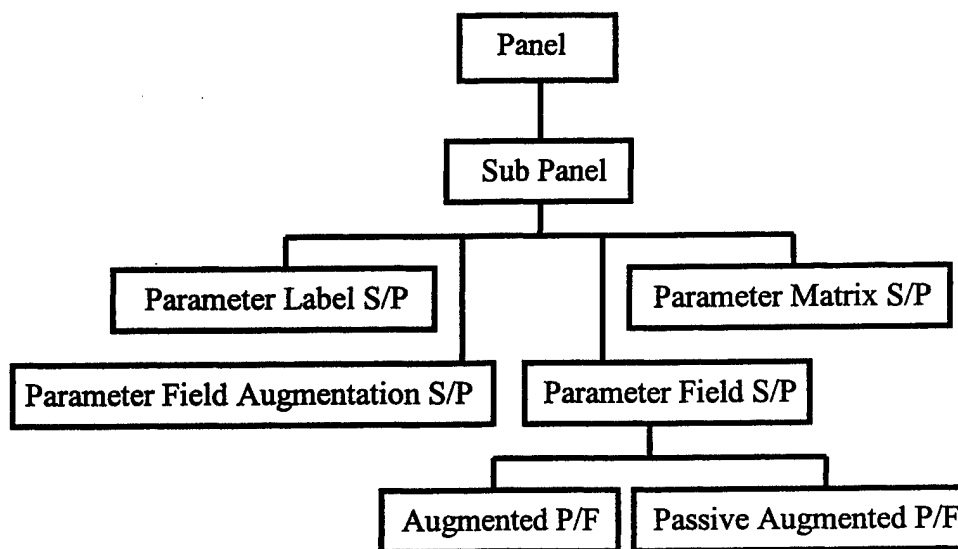 Panel
Sub Panel
Parameter Label S/P
Parameter Matrix S/P
Parameter Field Augmentation S/P
Parameter Field S/P
Augmented P/F
Passive Augmented P/F